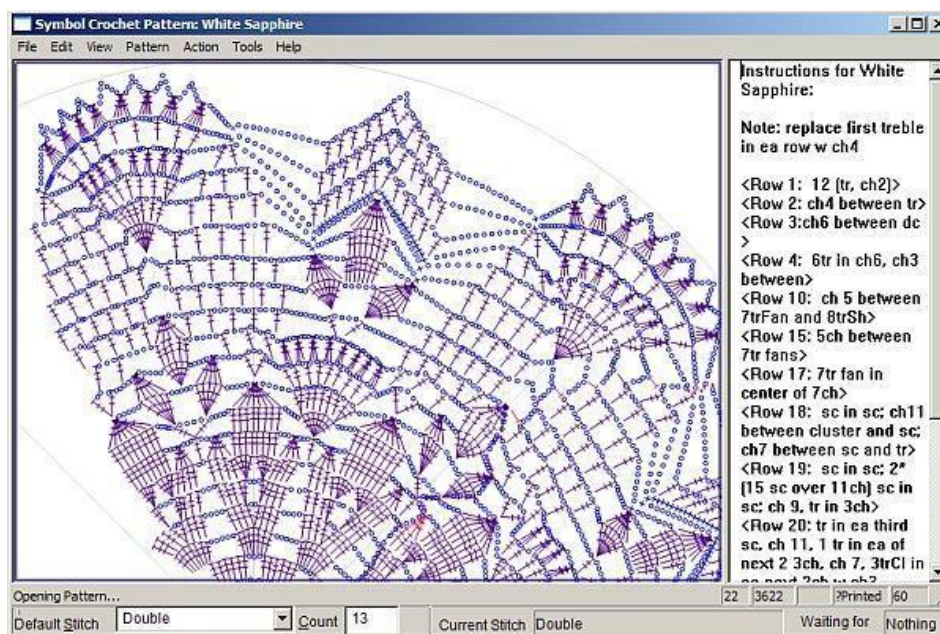 Symbol Crochet Pattern: White Sapphire
File Edit View Pattern Action Tools Help
Instructions for White
Sapphire:
Note: replace first treble
in ea row w ch4
<Row 1: 12 (tr, ch2)>
<Row 2: ch4 between tr>
<Row 3:ch6 between dc
>
<Row 4: 6tr in ch6, ch3
between>
<Row 10: ch 5 between
7trFan and 8trSh>
<Row 15: 5ch between
7tr fans>
<Row 17: 7tr fan in
center of 7ch>
<Row 18: sc in sc; ch11
between cluster and sc;
ch7 between sc and tr>
<Row 19: sc in sc; 2*
(15 sc over 11ch) sc in
sc; ch 9, tr in 3ch>
<Row 20: tr in ea third
sc, ch 11, 1 tr in ea of
next 2 3ch, ch 7, 3trCl in
Opening Pattern...
22 3622 ?Printed 60
Default Stitch Double Count 13 Current Stitch Double Waiting for Nothing